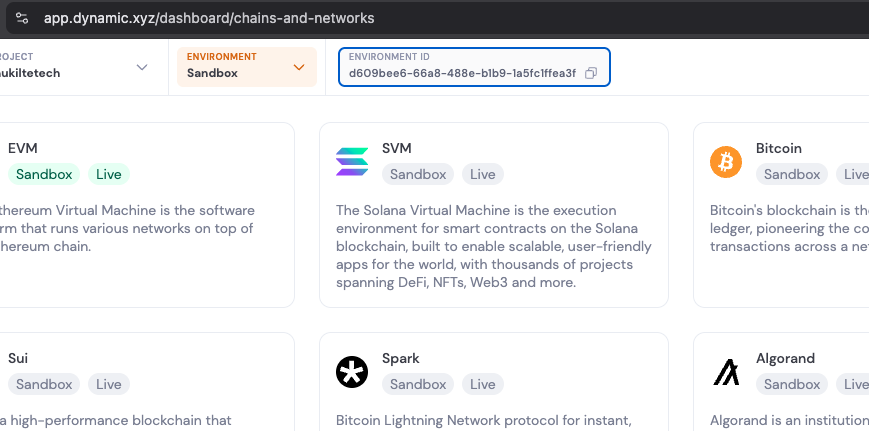 app.dynamic.xyz/dashboard/chains-and-networks
ROJECT
ukiltetech
ENVIRONMENT
Sandbox
ENVIRONMENT ID
d609bee6-66a8-488e-b1b9-1a5fc1ffea3f
EVM
Sandbox Live
thereum Virtual Machine is the software
rm that runs various networks on top of
hereum chain.
SVM
Sandbox Live
The Solana Virtual Machine is the execution
environment for smart contracts on the Solana
blockchain, built to enable scalable, user-friendly
apps for the world, with thousands of projects
spanning DeFi, NFTs, Web3 and more.
Bitcoin
Sandbox Live
Bitcoin's blockchain is th
ledger, pioneering the co
transactions across a ne
Sui
Sandbox Live
a high-performance blockchain that
Spark
Sandbox Live
Bitcoin Lightning Network protocol for instant,
Algorand
Sandbox Live
Algorand is an institution